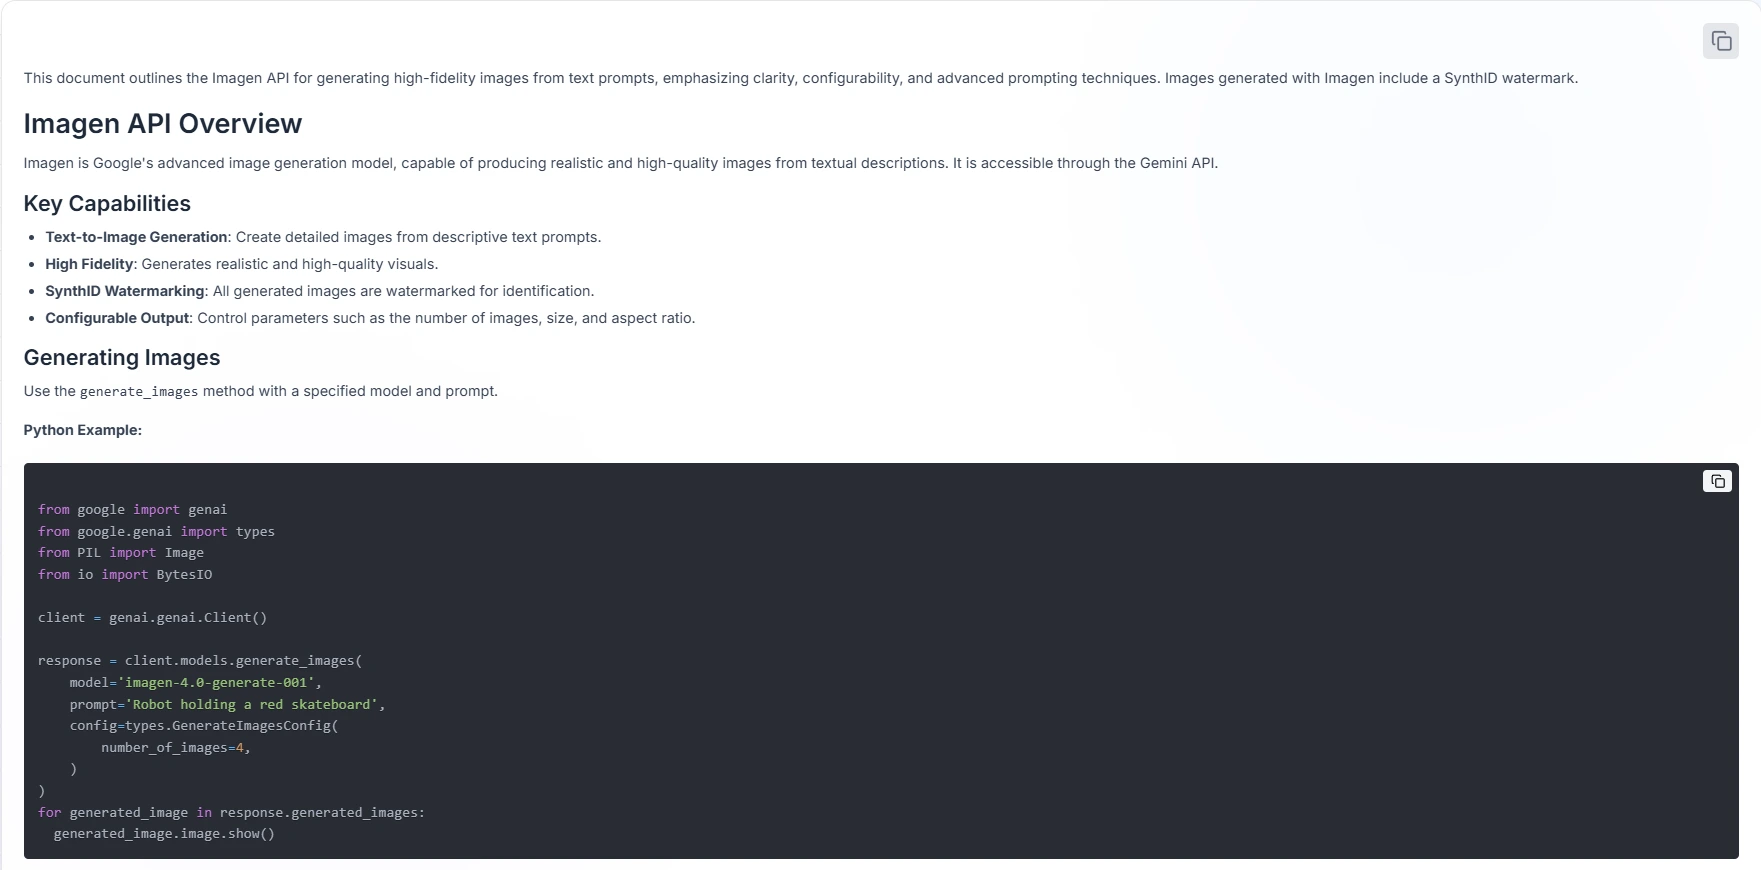 This document outlines the Imagen API for generating high-fidelity images from text prompts, emphasizing clarity, configurability, and advanced prompting techniques. Images generated with Imagen include a SynthID watermark.
Imagen API Overview
Imagen is Google's advanced image generation model, capable of producing realistic and high-quality images from textual descriptions. It is accessible through the Gemini API.
Key Capabilities
• Text-to-Image Generation: Create detailed images from descriptive text prompts.
• High Fidelity: Generates realistic and high-quality visuals.
• SynthID Watermarking: All generated images are watermarked for identification.
• Configurable Output: Control parameters such as the number of images, size, and aspect ratio.
Generating Images
Use the generate_images method with a specified model and prompt.
Python Example:
from google import genai
from google.genai import types
from PIL import Image
from io import BytesIO
client = genai.genai.Client()
response = client.models.generate_images(
    model='imagen-4.0-generate-001',
    prompt='Robot holding a red skateboard',
    config=types.GenerateImagesConfig(
        number_of_images=4,
    )
)
for generated_image in response.generated_images:
  generated_image.image.show()